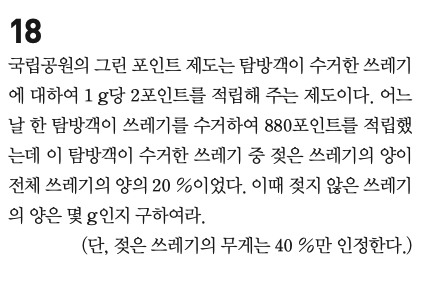 18
국립공원의 그린 포인트 제도는 탐방객이 수거한 쓰레기
에 대하여 1 g당 2포인트를 적립해 주는 제도이다. 어느
날 한 탐방객이 쓰레기를 수거하여 880포인트를 적립했
는데 이 탐방객이 수거한 쓰레기 중 젖은 쓰레기의 양이
전체 쓰레기의 양의 20 %이었다. 이때 젖지 않은 쓰레기
의 양은 몇 g인지 구하여라.
(단, 젖은 쓰레기의 무게는 40 %만 인정한다.)